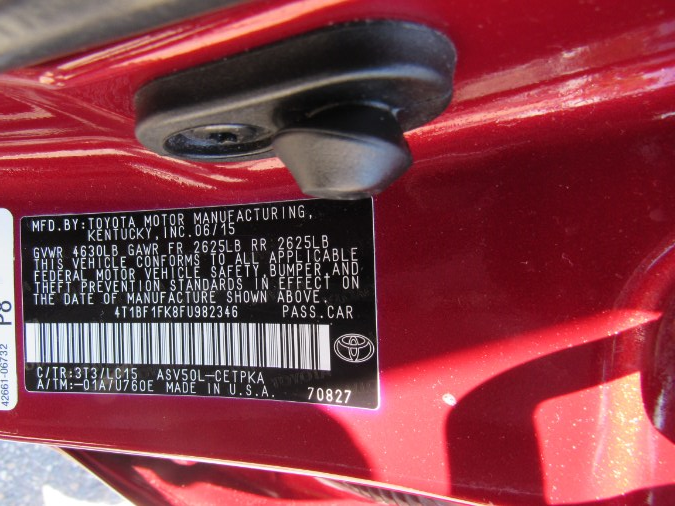 MFD.BY:TOYOTA MOTOR MANUFACTURING,
KENTUCKY, INC.06/15
GVWR 4630LB GAWR FR 2625LB RR 2625LB
THIS VEHICLE CONFORMS TO ALL APPLICABLE
FEDERAL MOTOR VEHICLE SAFETY,BUMPER,AND
THEFT PREVENTION STANDARDS IN EFFECT ON
THE DATE OF MANUFACTURE SHOWN ABOVE.
4T1BF1FK8FU982346 PASS.CAR
C/TR:3T3/LC15 ASV50L-CETPKA
A/TM:-01A/U760E MADE IN U.S.A. 70827
42661-06732
P8